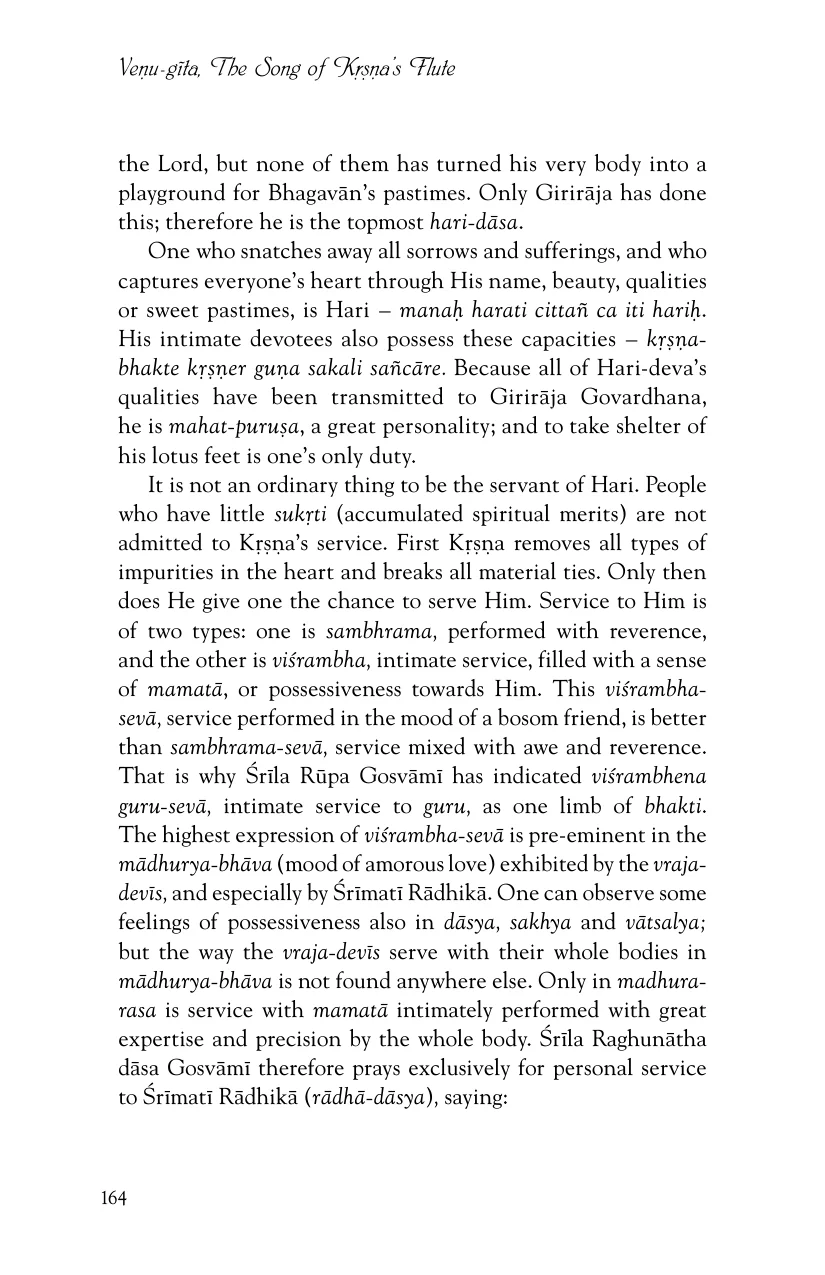 Veṇu-gīta, The Song of Kṛṣṇa's Flute
the Lord, but none of them has turned his very body into a
playground for Bhagavān's pastimes. Only Girirāja has done
this; therefore he is the topmost hari-dāsa.
One who snatches away all sorrows and sufferings, and who
captures everyone's heart through His name, beauty, qualities
or sweet pastimes, is Hari – manaḥ harati cittañ ca iti hariḥ.
His intimate devotees also possess these capacities – kṛṣṇa-
bhakte kṛṣṇer guṇa sakali sañcāre. Because all of Hari-deva's
qualities have been transmitted to Girirāja Govardhana,
he is mahat-puruṣa, a great personality; and to take shelter of
his lotus feet is one's only duty.
It is not an ordinary thing to be the servant of Hari. People
who have little sukṛti (accumulated spiritual merits) are not
admitted to Kṛṣṇa's service. First Kṛṣṇa removes all types of
impurities in the heart and breaks all material ties. Only then
does He give one the chance to serve Him. Service to Him is
of two types: one is sambhrama, performed with reverence,
and the other is viśrambha, intimate service, filled with a sense
of mamatā, or possessiveness towards Him. This viśrambha-
sevā, service performed in the mood of a bosom friend, is better
than sambhrama-sevā, service mixed with awe and reverence.
That is why Śrīla Rūpa Gosvāmī has indicated viśrambhena
guru-sevā, intimate service to guru, as one limb of bhakti.
The highest expression of viśrambha-sevā is pre-eminent in the
mādhurya-bhāva (mood of amorous love) exhibited by the vraja-
devīs, and especially by Śrīmatī Rādhikā. One can observe some
feelings of possessiveness also in dāsya, sakhya and vātsalya;
but the way the vraja-devīs serve with their whole bodies in
mādhurya-bhāva is not found anywhere else. Only in madhura-
rasa is service with mamatā intimately performed with great
expertise and precision by the whole body. Śrīla Raghunātha
dāsa Gosvāmī therefore prays exclusively for personal service
to Śrīmatī Rādhikā (rādhā-dāsya), saying:
164